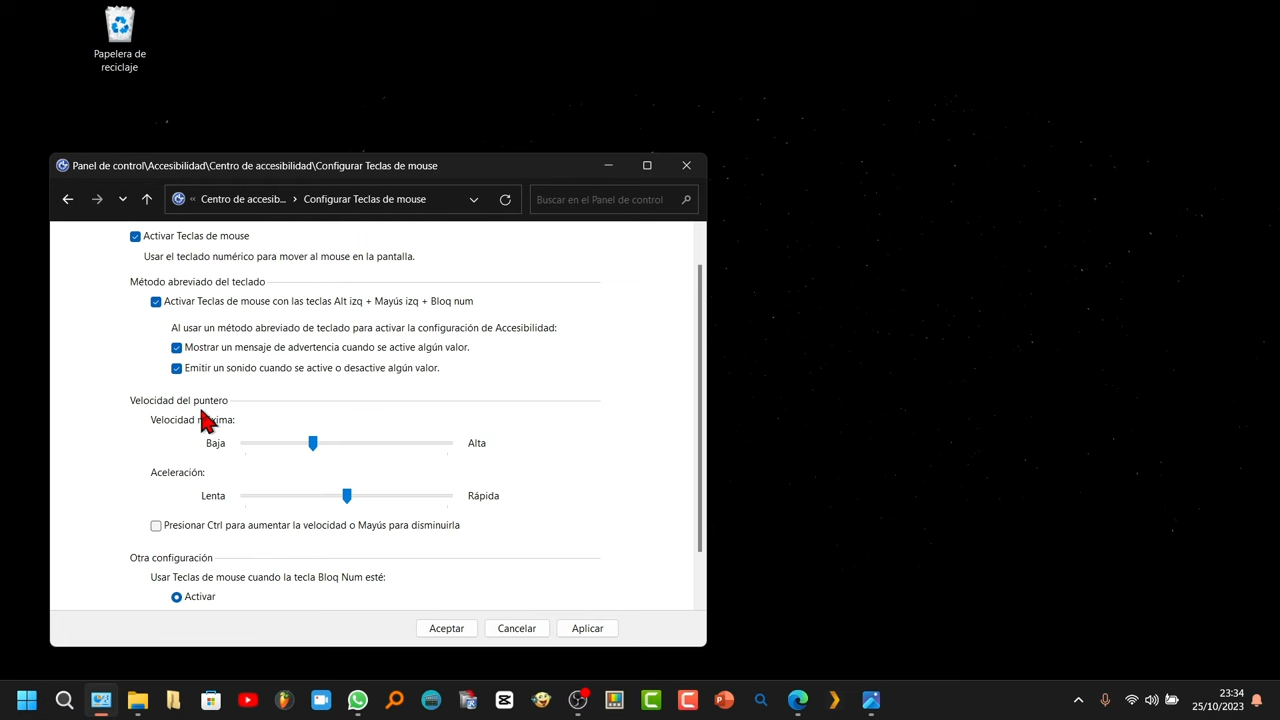 Papelera de
reciclaje
Panel de control\Accesibilidad\Centro de accesibilidad\Configurar Teclas de mouse
« Centro de accesib... › Configurar Teclas de mouse
Buscar en el Panel de control
Activar Teclas de mouse
Usar el teclado numérico para mover al mouse en la pantalla.
Método abreviado del teclado
Activar Teclas de mouse con las teclas Alt izq + Mayús izq + Bloq num
Al usar un método abreviado de teclado para activar la configuración de Accesibilidad:
Mostrar un mensaje de advertencia cuando se active algún valor.
Emitir un sonido cuando se active o desactive algún valor.
Velocidad del puntero
Velocidad máxima:
Baja
Alta
Aceleración:
Lenta
Rápida
Presionar Ctrl para aumentar la velocidad o Mayús para disminuirla
Otra configuración
Usar Teclas de mouse cuando la tecla Bloq Num esté:
Activar
Aceptar
Cancelar
Aplicar
23:34
25/10/2023